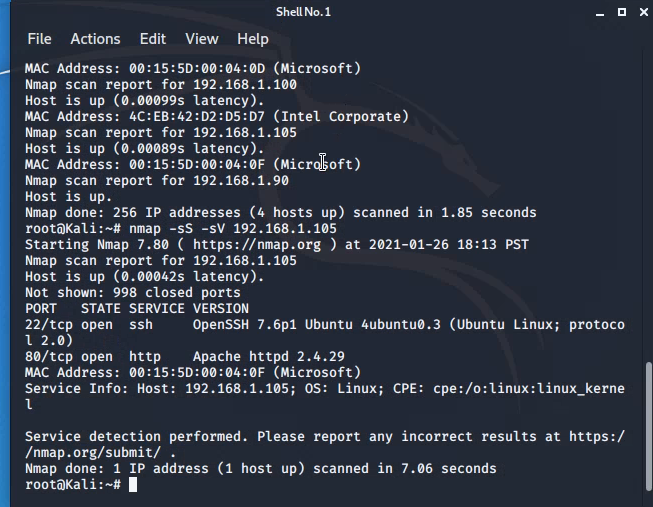 Shell No.1
File Actions Edit View Help
MAC Address: 00:15:5D:00:04:0D (Microsoft)
Nmap scan report for 192.168.1.100
Host is up (0.00099s latency).
MAC Address: 4C:EB:42:D2:D5:D7 (Intel Corporate)
Nmap scan report for 192.168.1.105
Host is up (0.00089s latency).
MAC Address: 00:15:5D:00:04:0F (Microsoft)
Nmap scan report for 192.168.1.90
Host is up.
Nmap done: 256 IP addresses (4 hosts up) scanned in 1.85 seconds
root@Kali:~# nmap -sS -sV 192.168.1.105
Starting Nmap 7.80 ( https://nmap.org ) at 2021-01-26 18:13 PST
Nmap scan report for 192.168.1.105
Host is up (0.00042s latency).
Not shown: 998 closed ports
PORT   STATE SERVICE VERSION
22/tcp open  ssh     OpenSSH 7.6p1 Ubuntu 4ubuntu0.3 (Ubuntu Linux; protoco
l 2.0)
80/tcp open  http    Apache httpd 2.4.29
MAC Address: 00:15:5D:00:04:0F (Microsoft)
Service Info: Host: 192.168.1.105; OS: Linux; CPE: cpe:/o:linux:linux_kerne
l
Service detection performed. Please report any incorrect results at https:/
/nmap.org/submit/ .
Nmap done: 1 IP address (1 host up) scanned in 7.06 seconds
root@Kali:~#